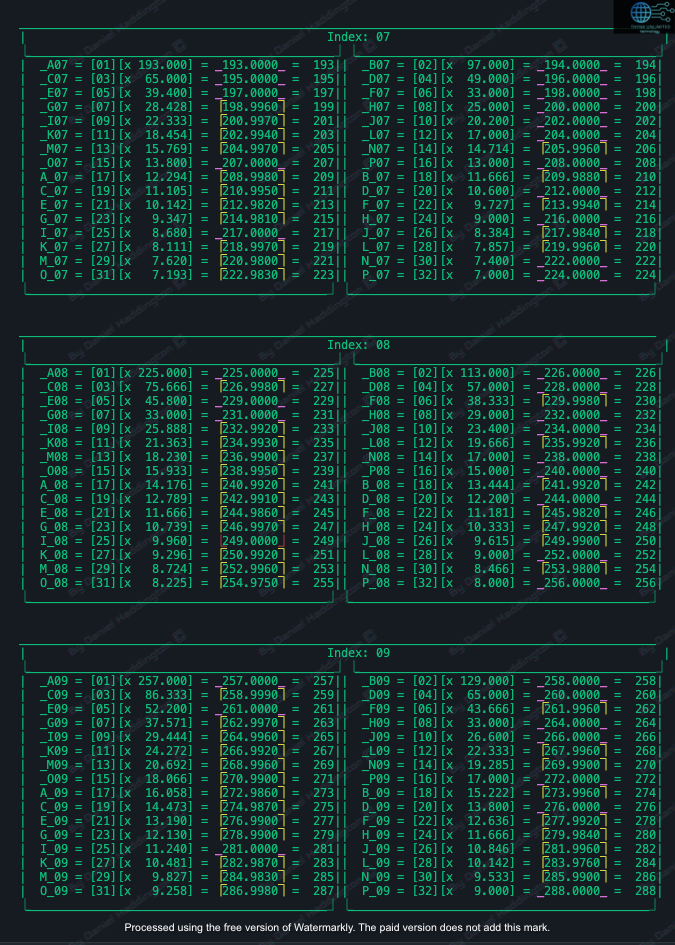 THYNK UNLIMITED
technology
Index: 07
_A07 = [01][x 193.000] = _193.0000_ = 193| |_B07 = [02][x 97.000] = _194.0000_ = 194|
_C07 = [03][x 65.000] = _195.0000_ = 195| |_D07 = [04][x 49.000] = _196.0000_ = 196|
_E07 = [05][x 39.400] = _197.0000_ = 197| |_F07 = [06][x 33.000] = _198.0000_ = 198|
_G07 = [07][x 28.428] = ⌈198.9960⌉ = 199| |_H07 = [08][x 25.000] = _200.0000_ = 200|
_I07 = [09][x 22.333] = ⌈200.9970⌉ = 201| |_J07 = [10][x 20.200] = _202.0000_ = 202|
_K07 = [11][x 18.454] = ⌈202.9940⌉ = 203| |_L07 = [12][x 17.000] = _204.0000_ = 204|
_M07 = [13][x 15.769] = ⌈204.9970⌉ = 205| |_N07 = [14][x 14.714] = ⌈205.9960⌉ = 206|
_O07 = [15][x 13.800] = _207.0000_ = 207| |_P07 = [16][x 13.000] = _208.0000_ = 208|
A_07 = [17][x 12.294] = ⌈208.9980⌉ = 209| |B_07 = [18][x 11.666] = ⌈209.9880⌉ = 210|
C_07 = [19][x 11.105] = ⌈210.9950⌉ = 211| |D_07 = [20][x 10.600] = _212.0000_ = 212|
E_07 = [21][x 10.142] = ⌈212.9820⌉ = 213| |F_07 = [22][x 9.727] = ⌈213.9940⌉ = 214|
G_07 = [23][x 9.347] = ⌈214.9810⌉ = 215| |H_07 = [24][x 9.000] = _216.0000_ = 216|
I_07 = [25][x 8.680] = _217.0000_ = 217| |J_07 = [26][x 8.384] = ⌈217.9840⌉ = 218|
K_07 = [27][x 8.111] = ⌈218.9970⌉ = 219| |L_07 = [28][x 7.857] = ⌈219.9960⌉ = 220|
M_07 = [29][x 7.620] = ⌈220.9800⌉ = 221| |N_07 = [30][x 7.400] = _222.0000_ = 222|
O_07 = [31][x 7.193] = ⌈222.9830⌉ = 223| |P_07 = [32][x 7.000] = _224.0000_ = 224|
Index: 08
_A08 = [01][x 225.000] = _225.0000_ = 225| |_B08 = [02][x 113.000] = _226.0000_ = 226|
_C08 = [03][x 75.666] = ⌈226.9980⌉ = 227| |_D08 = [04][x 57.000] = _228.0000_ = 228|
_E08 = [05][x 45.800] = _229.0000_ = 229| |_F08 = [06][x 38.333] = ⌈229.9980⌉ = 230|
_G08 = [07][x 33.000] = _231.0000_ = 231| |_H08 = [08][x 29.000] = _232.0000_ = 232|
_I08 = [09][x 25.888] = ⌈232.9920⌉ = 233| |_J08 = [10][x 23.400] = _234.0000_ = 234|
_K08 = [11][x 21.363] = ⌈234.9930⌉ = 235| |_L08 = [12][x 19.666] = ⌈235.9920⌉ = 236|
_M08 = [13][x 18.230] = ⌈236.9900⌉ = 237| |_N08 = [14][x 17.000] = _238.0000_ = 238|
_O08 = [15][x 15.933] = ⌈238.9950⌉ = 239| |_P08 = [16][x 15.000] = _240.0000_ = 240|
A_08 = [17][x 14.176] = ⌈240.9920⌉ = 241| |B_08 = [18][x 13.444] = ⌈241.9920⌉ = 242|
C_08 = [19][x 12.789] = ⌈242.9910⌉ = 243| |D_08 = [20][x 12.200] = _244.0000_ = 244|
E_08 = [21][x 11.666] = ⌈244.9860⌉ = 245| |F_08 = [22][x 11.181] = ⌈245.9820⌉ = 246|
G_08 = [23][x 10.739] = ⌈246.9970⌉ = 247| |H_08 = [24][x 10.333] = ⌈247.9920⌉ = 248|
I_08 = [25][x 9.960] = |249.0000| = 249| |J_08 = [26][x 9.615] = ⌈249.9900⌉ = 250|
K_08 = [27][x 9.296] = ⌈250.9920⌉ = 251| |L_08 = [28][x 9.000] = _252.0000_ = 252|
M_08 = [29][x 8.724] = ⌈252.9960⌉ = 253| |N_08 = [30][x 8.466] = ⌈253.9800⌉ = 254|
O_08 = [31][x 8.225] = ⌈254.9750⌉ = 255| |P_08 = [32][x 8.000] = _256.0000_ = 256|
Index: 09
_A09 = [01][x 257.000] = _257.0000_ = 257| |_B09 = [02][x 129.000] = _258.0000_ = 258|
_C09 = [03][x 86.333] = ⌈258.9990⌉ = 259| |_D09 = [04][x 65.000] = _260.0000_ = 260|
_E09 = [05][x 52.200] = _261.0000_ = 261| |_F09 = [06][x 43.666] = ⌈261.9960⌉ = 262|
_G09 = [07][x 37.571] = ⌈262.9970⌉ = 263| |_H09 = [08][x 33.000] = _264.0000_ = 264|
_I09 = [09][x 29.444] = ⌈264.9960⌉ = 265| |_J09 = [10][x 26.600] = _266.0000_ = 266|
_K09 = [11][x 24.272] = ⌈266.9920⌉ = 267| |_L09 = [12][x 22.333] = ⌈267.9960⌉ = 268|
_M09 = [13][x 20.692] = ⌈268.9960⌉ = 269| |_N09 = [14][x 19.285] = ⌈269.9900⌉ = 270|
_O09 = [15][x 18.066] = ⌈270.9900⌉ = 271| |_P09 = [16][x 17.000] = _272.0000_ = 272|
A_09 = [17][x 16.058] = ⌈272.9860⌉ = 273| |B_09 = [18][x 15.222] = ⌈273.9960⌉ = 274|
C_09 = [19][x 14.473] = ⌈274.9870⌉ = 275| |D_09 = [20][x 13.800] = _276.0000_ = 276|
E_09 = [21][x 13.190] = ⌈276.9900⌉ = 277| |F_09 = [22][x 12.636] = ⌈277.9920⌉ = 278|
G_09 = [23][x 12.130] = ⌈278.9900⌉ = 279| |H_09 = [24][x 11.666] = ⌈279.9840⌉ = 280|
I_09 = [25][x 11.240] = _281.0000_ = 281| |J_09 = [26][x 10.846] = ⌈281.9960⌉ = 282|
K_09 = [27][x 10.481] = ⌈282.9870⌉ = 283| |L_09 = [28][x 10.142] = ⌈283.9760⌉ = 284|
M_09 = [29][x 9.827] = ⌈284.9830⌉ = 285| |N_09 = [30][x 9.533] = ⌈285.9900⌉ = 286|
O_09 = [31][x 9.258] = ⌈286.9980⌉ = 287| |P_09 = [32][x 9.000] = _288.0000_ = 288|
By Daniel Haddington
Processed using the free version of Watermarkly. The paid version does not add this mark.